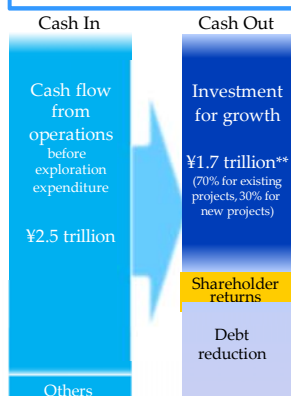 Cash In
Cash flow
from
operations
before
exploration
expenditure
¥2.5 trillion
Others
Cash Out
Investment
for growth
¥1.7 trillion**
(70% for existing
projects, 30% for
new projects)
Shareholder
returns
Debt
reduction